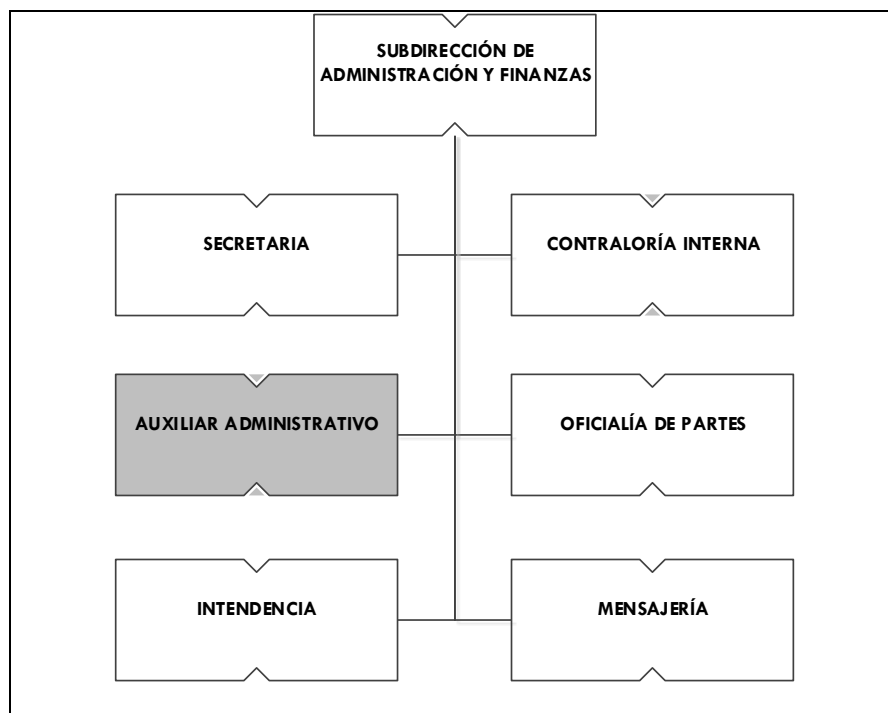 SUBDIRECCIÓN DE
ADMINISTRACIÓN Y FINANZAS
SECRETARIA
CONTRALORÍA INTERNA
AUXILIAR ADMINISTRATIVO
OFICIALÍA DE PARTES
INTENDENCIA
MENSAJERÍA